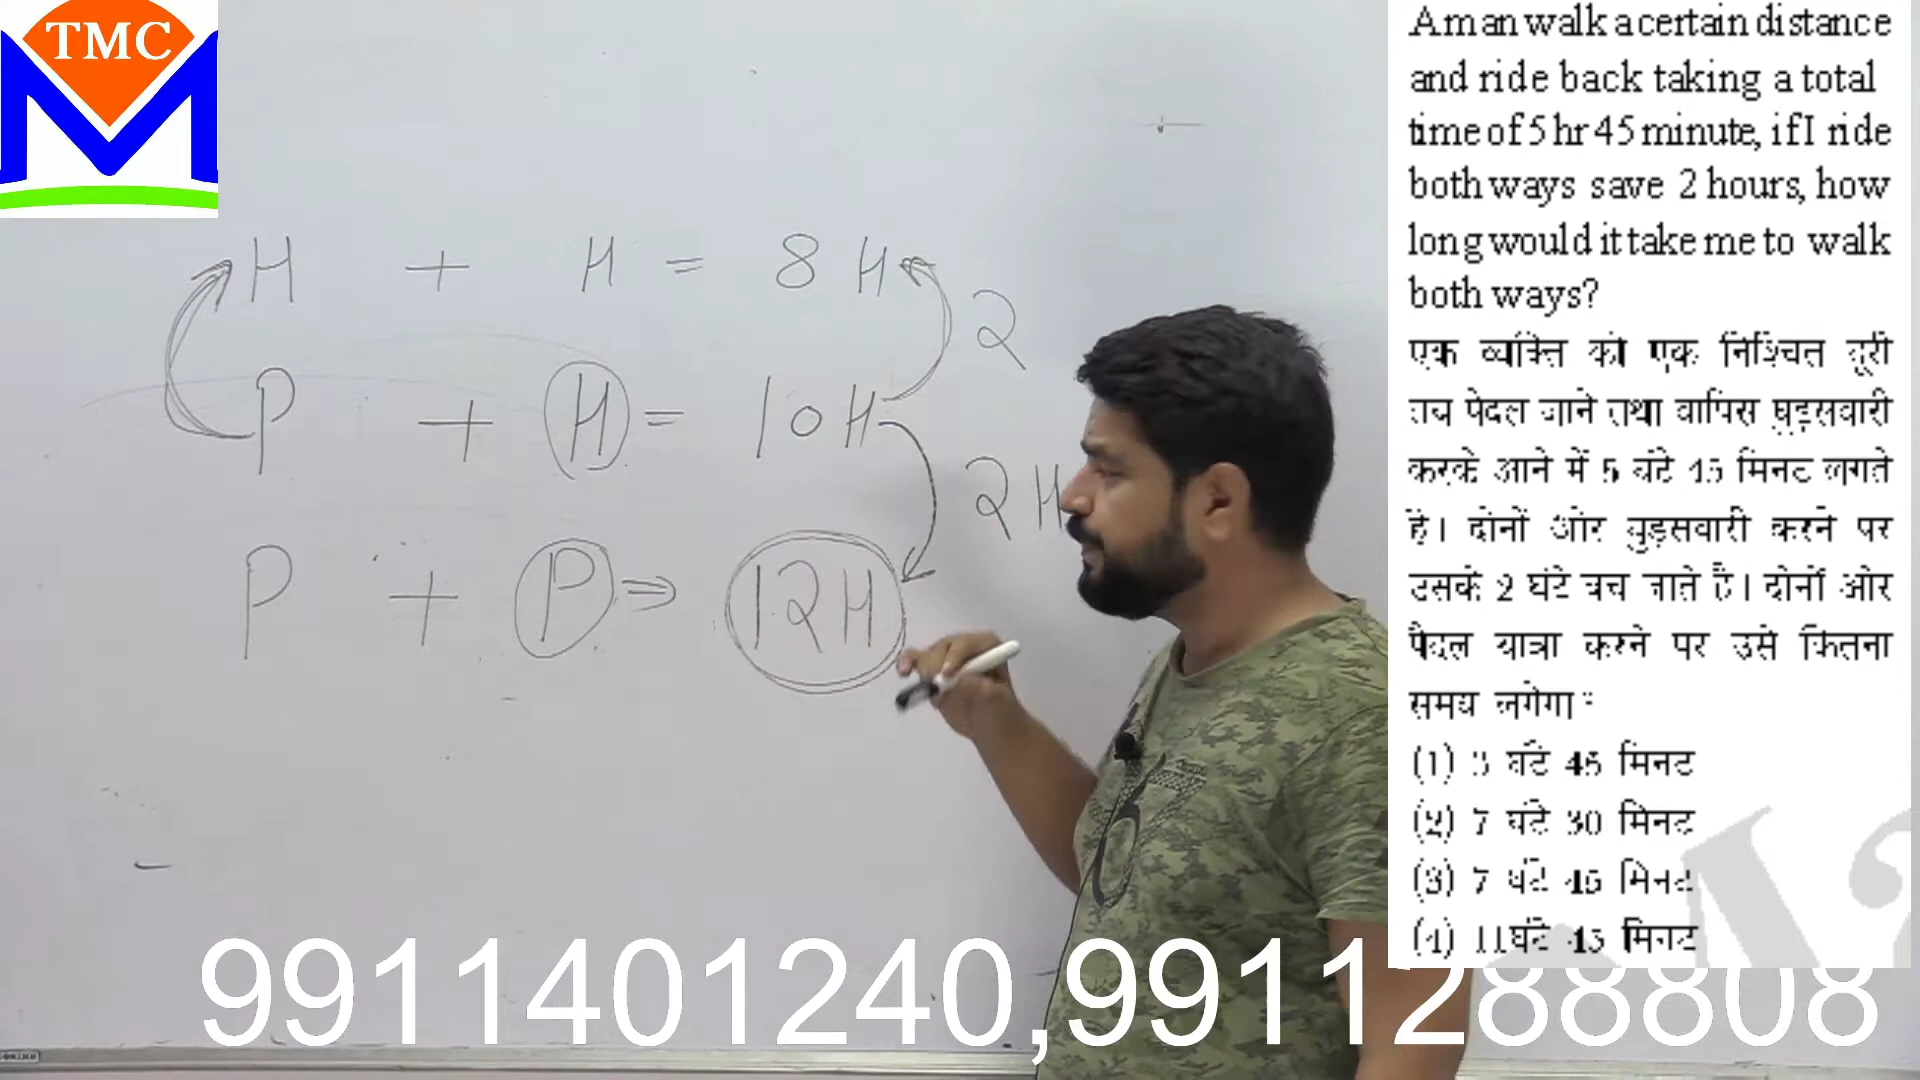 TMC
H + H = 8 H
2
P + H = 10 H
2 H
P + P ⇒ 12 H
A man walk a certain distance
and ride back taking a total
time of 5 hr 45 minute, if I ride
both ways save 2 hours, how
long would it take me to walk
both ways?
एक व्यक्ति को एक निश्चित दूरी
तक पैदल जाने तथा वापिस घुड़सवारी
करके आने में 5 घंटे 45 मिनट लगते
है। दोनों ओर घुड़सवारी करने पर
उसके 2 घंटे बच जाते है। दोनों ओर
पैदल यात्रा करने पर उसे कितना
समय लगेगा
(1) 3 घंटे 45 मिनट
(2) 7 घंटे 30 मिनट
(3) 7 घंटे 45 मिनट
(4) 11घंटे 45 मिनट
9911401240,9911288808